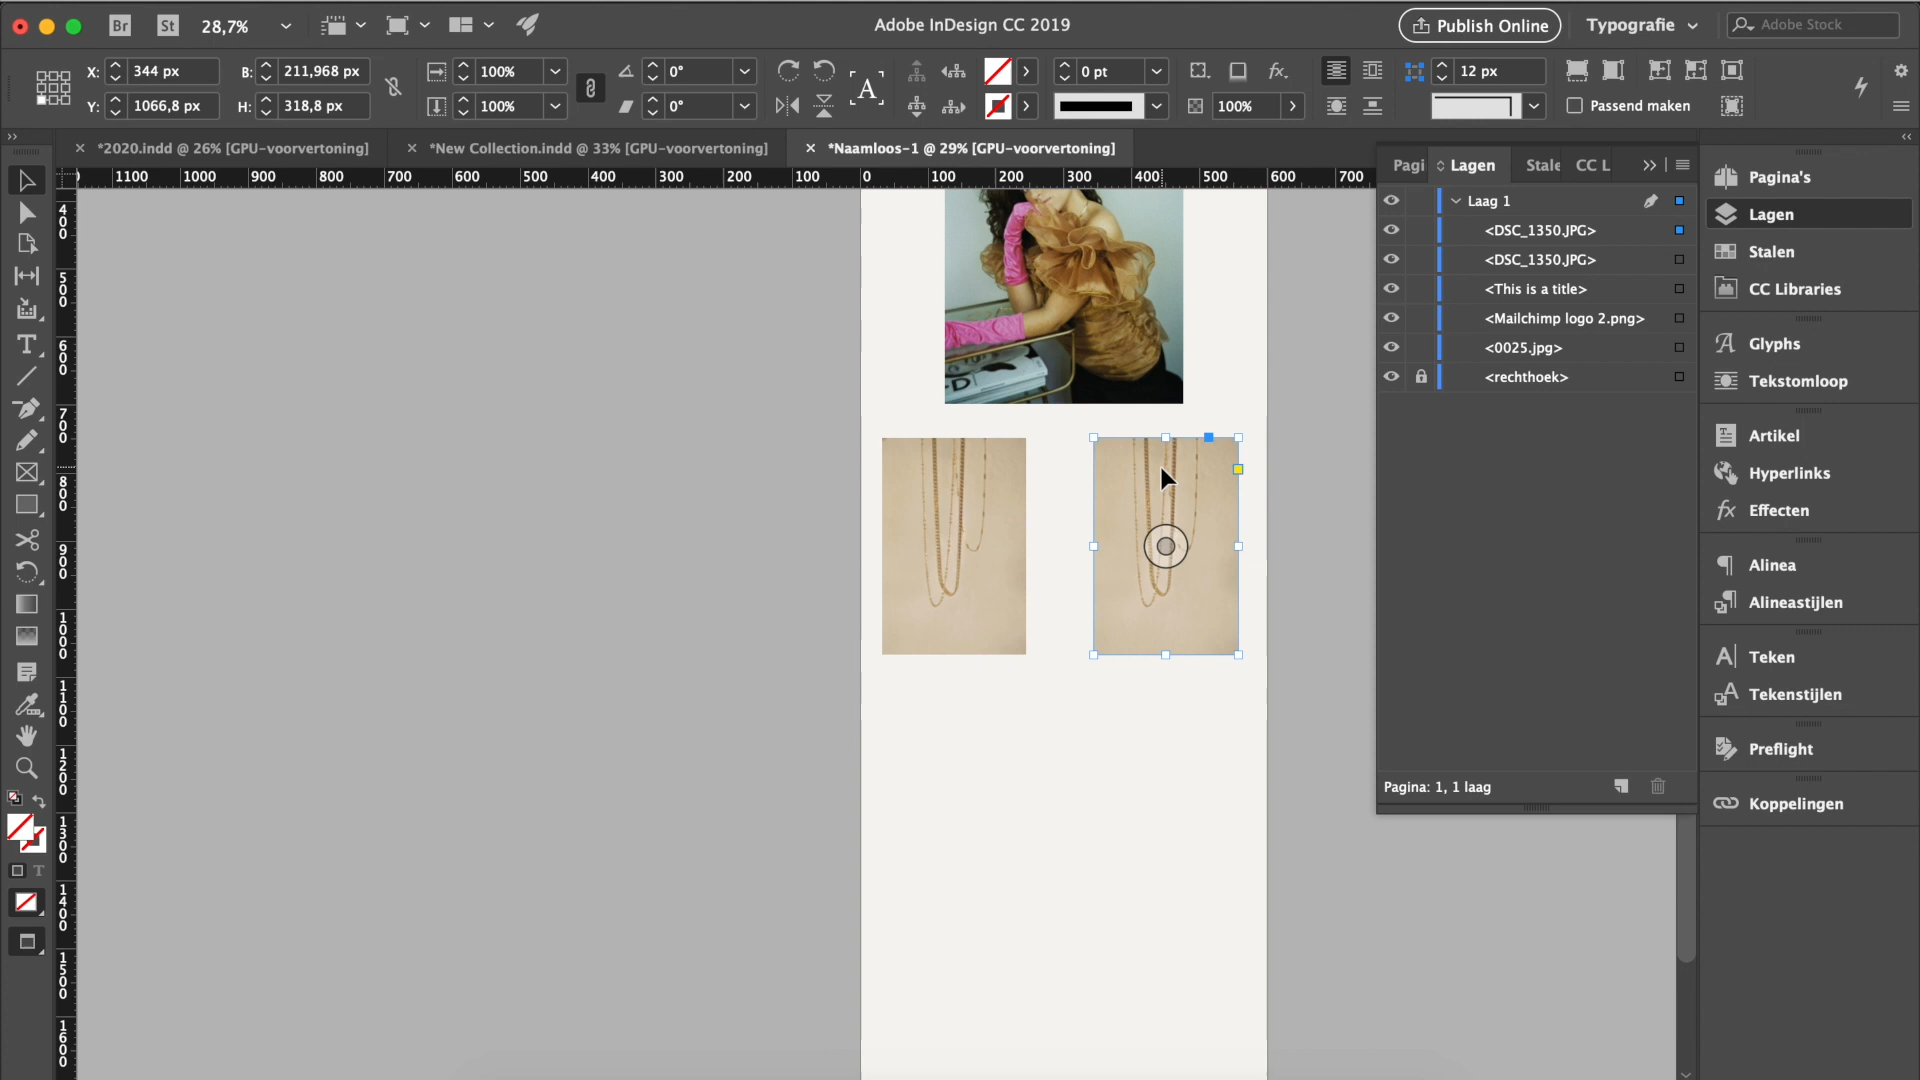 Br St 28,7% Adobe InDesign CC 2019 Publish Online Typografie Adobe Stock
X: 344 px B: 211,968 px 100% 0° 0 pt fx. 12 px
Y: 1066,8 px H: 318,8 px 100% 0° A 100% Passend maken
*2020.indd @ 26% [GPU-voorvertoning] *New Collection.indd @ 33% [GPU-voorvertoning] *Naamloos-1 @ 29% [GPU-voorvertoning]
1100 1000 900 800 700 600 500 400 300 200 100 0 100 200 300 400 500 600 700
400
500
600
700
800
900
1000
1100
1200
1300
1400
1500
1600
Pagi Lagen Stale CC L
Laag 1
<DSC_1350.JPG>
<DSC_1350.JPG>
<This is a title>
<Mailchimp logo 2.png>
<0025.jpg>
<rechthoek>
Pagina: 1, 1 laag
Pagina's
Lagen
Stalen
CC Libraries
Glyphs
Tekstomloop
Artikel
Hyperlinks
fx Effecten
Alinea
Alineastijlen
Teken
Tekenstijlen
Preflight
Koppelingen